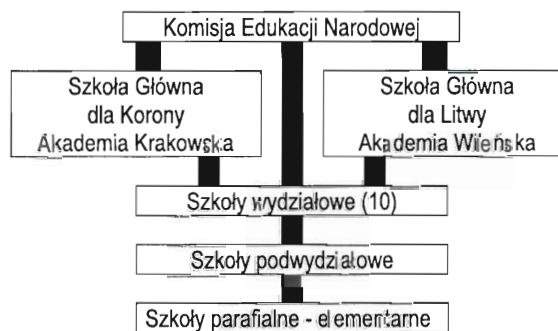 Komisja Edukacji Narodowej
Szkoła Główna
dla Korony
Akademia Krakowska
Szkoła Główna
dla Litwy
Akademia Wileńska
Szkoły wydziałowe (10)
Szkoły podwydziałowe
Szkoły parafialne - elementarne